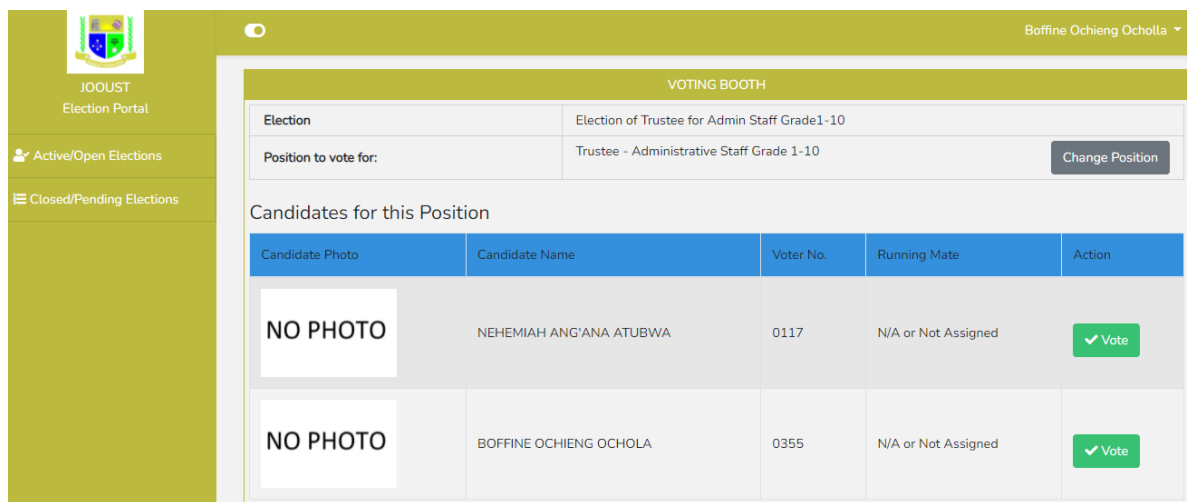 JOOUST
Election Portal
Active/Open Elections
Closed/Pending Elections
Boffine Ochieng Ocholla
VOTING BOOTH
Election Election of Trustee for Admin Staff Grade1-10
Position to vote for: Trustee - Administrative Staff Grade 1-10 Change Position
Candidates for this Position
Candidate Photo Candidate Name Voter No. Running Mate Action
NO PHOTO NEHEMIAH ANG'ANA ATUBWA 0117 N/A or Not Assigned Vote
NO PHOTO BOFFINE OCHIENG OCHOLA 0355 N/A or Not Assigned Vote